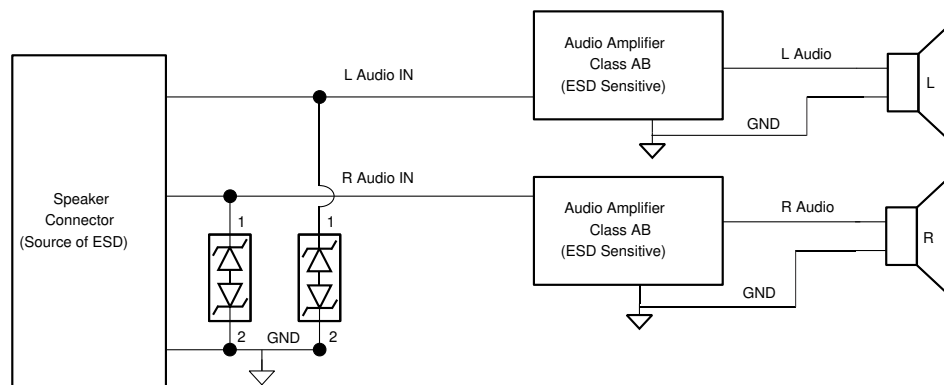 Speaker
Connector
(Source of ESD)
L Audio IN
R Audio IN
1
1
2
GND
2
Audio Amplifier
Class AB
(ESD Sensitive)
L Audio
GND
L
Audio Amplifier
Class AB
(ESD Sensitive)
R Audio
GND
R